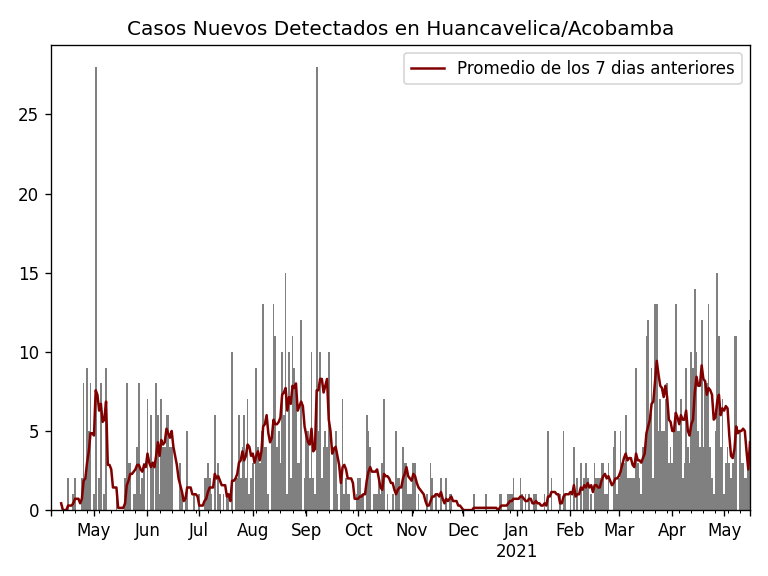 Casos Nuevos Detectados en Huancavelica/Acobamba
Promedio de los 7 dias anteriores
25
20
15
10
5
0
May Jun Jul Aug Sep Oct Nov Dec Jan Feb Mar Apr May
2021